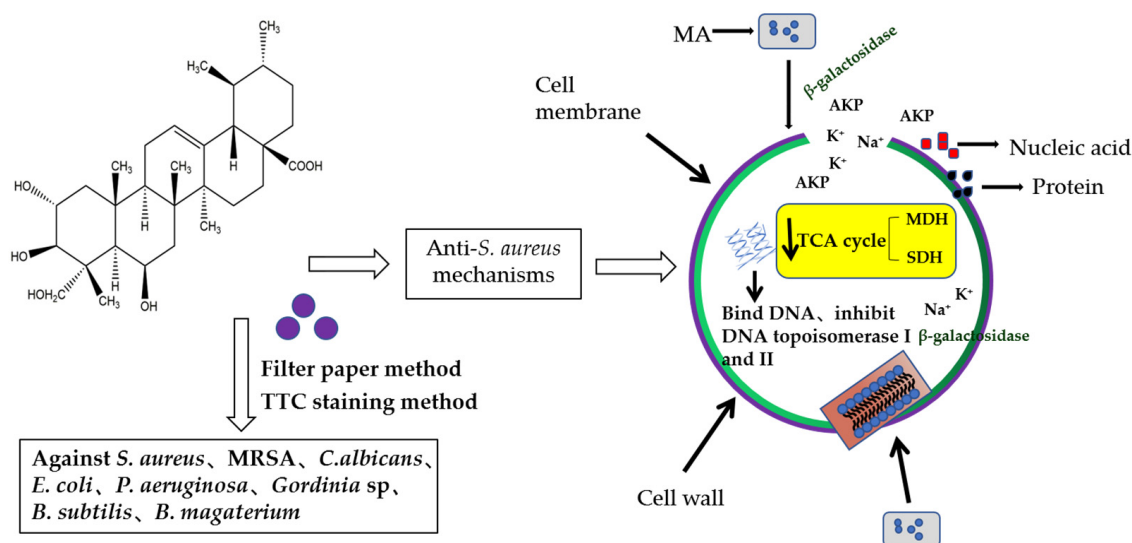 CH₃
H₃C
H₃C
H
COOH
CH₃
CH₃
HO
H
CH₃
HO
H
HOH₂C
CH₃
OH
Filter paper method
TTC staining method
Against S. aureus、MRSA、C.albicans、
E. coli、P. aeruginosa、Gordinia sp、
B. subtilis、B. magaterium
Anti-S. aureus
mechanisms
MA
Cell
membrane
β-galactosidase
AKP
AKP
K⁺
Na⁺
K⁺
AKP
Nucleic acid
Protein
TCA cycle
MDH
SDH
Bind DNA、inhibit
DNA topoisomerase I
and II
K⁺
Na⁺
β-galactosidase
Cell wall